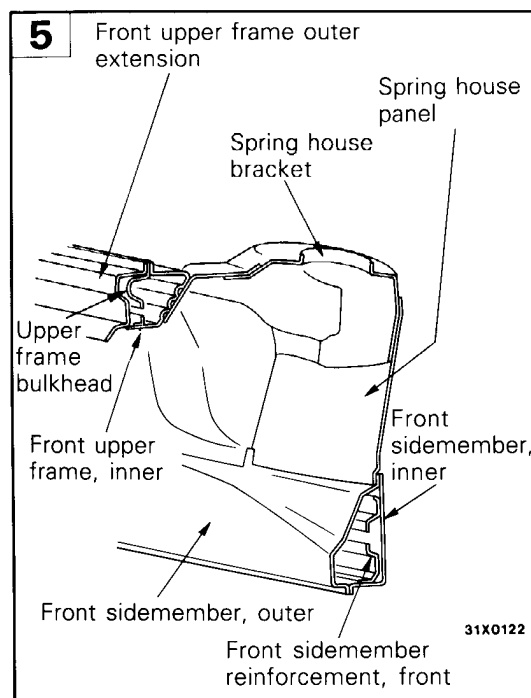 5
Front upper frame outer
extension
Spring house
panel
Spring house
bracket
Upper
frame
bulkhead
Front upper
frame, inner
Front
sidemember,
inner
Front sidemember, outer
Front sidemember
reinforcement, front
31X0122